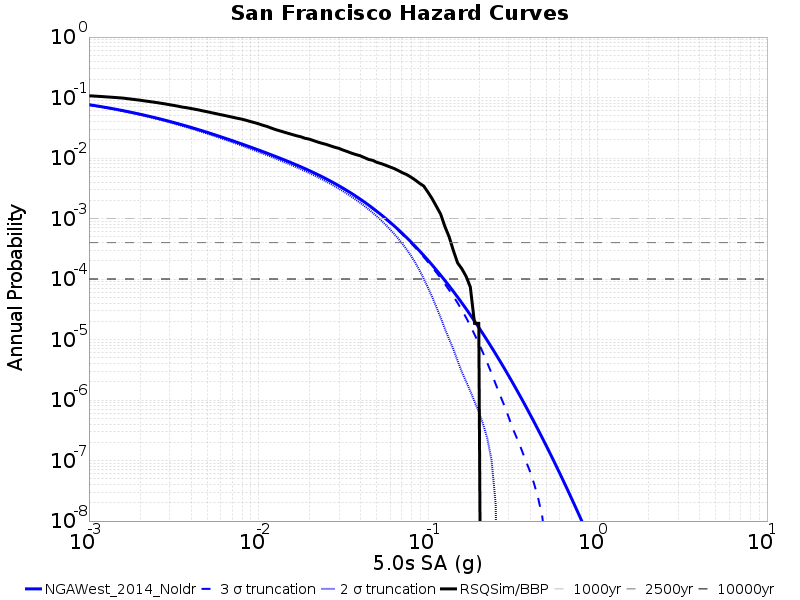 San Francisco Hazard Curves
10^0
10^-1
10^-2
10^-3
10^-4
10^-5
10^-6
10^-7
10^-8
Annual Probability
10^-3 10^-2 10^-1 10^0 10^1
5.0s SA (g)
NGAWest_2014_NoIdr 3 σ truncation 2 σ truncation RSQSim/BBP 1000yr 2500yr 10000yr